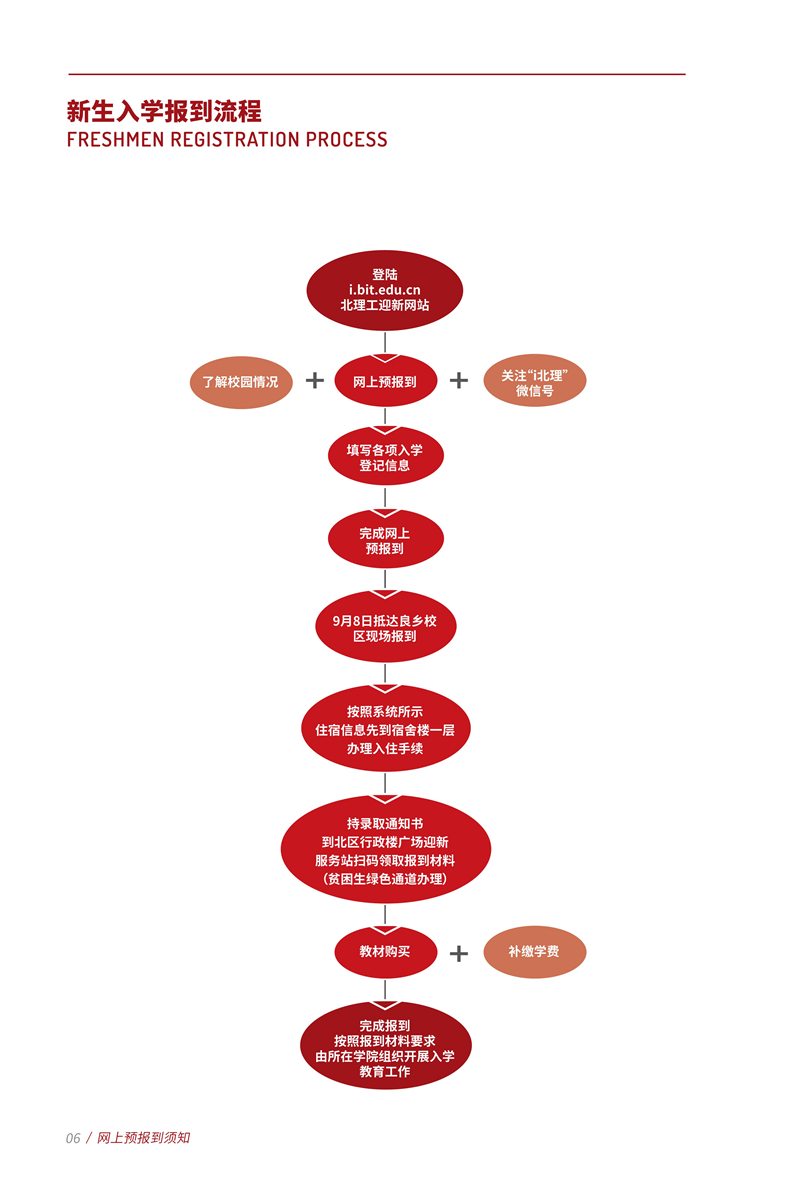 新生入学报到流程
FRESHMEN REGISTRATION PROCESS
登陆
i.bit.edu.cn
北理工迎新网站
了解校园情况
+
网上预报到
+
关注“i北理”
微信号
填写各项入学
登记信息
完成网上
预报到
9月8日抵达良乡校
区现场报到
按照系统所示
住宿信息先到宿舍楼一层
办理入住手续
持录取通知书
到北区行政楼广场迎新
服务站扫码领取报到材料
（贫困生绿色通道办理）
教材购买
+
补缴学费
完成报到
按照报到材料要求
由所在学院组织开展入学
教育工作
06 / 网上预报到须知